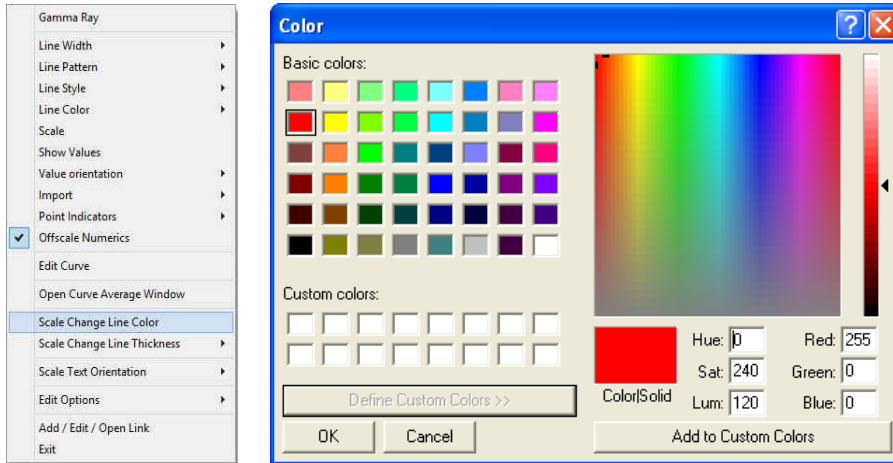 Gamma Ray
Line Width
Line Pattern
Line Style
Line Color
Scale
Show Values
Value orientation
Import
Point Indicators
Offscale Numerics
Edit Curve
Open Curve Average Window
Scale Change Line Color
Scale Change Line Thickness
Scale Text Orientation
Edit Options
Add / Edit / Open Link
Exit
Color
Basic colors:
Custom colors:
Define Custom Colors >>
OK Cancel
Color|Solid
Hue: 0 Red: 255
Sat: 240 Green: 0
Lum: 120 Blue: 0
Add to Custom Colors